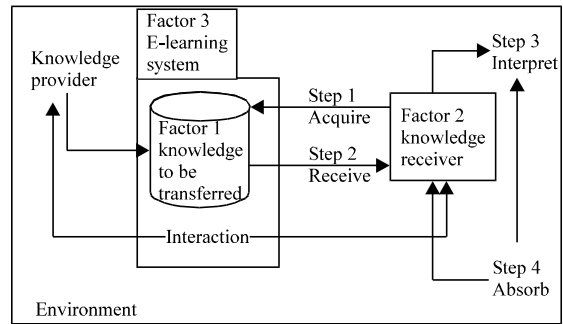 Factor 3
E-learning
system
Knowledge
provider
Step 3
Interpret
Step 1
Acquire
Factor 1
knowledge
to be
transferred
Factor 2
knowledge
receiver
Step 2
Receive
Interaction
Step 4
Absorb
Environment